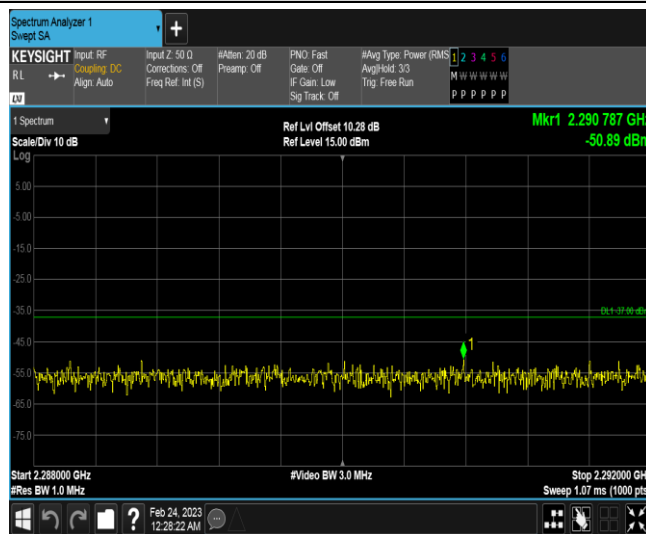 Spectrum Analyzer 1
Swept SA
+
KEYSIGHT
RL
LXI
Input: RF
Coupling: DC
Align: Auto
Input Z: 50 Ω
Corrections: Off
Freq Ref: Int (S)
#Atten: 20 dB
Preamp: Off
PNO: Fast
Gate: Off
IF Gain: Low
Sig Track: Off
#Avg Type: Power (RMS
Avg|Hold: 3/3
Trig: Free Run
1 2 3 4 5 6
M W W W W W
P P P P P P
1 Spectrum
Scale/Div 10 dB
Log
Ref Lvl Offset 10.28 dB
Ref Level 15.00 dBm
Mkr1 2.290 787 GHz
-50.89 dBm
5.00
-5.00
-15.0
-25.0
-35.0
DL1 -37.00 dBm
-45.0
1
-55.0
-65.0
-75.0
Start 2.288000 GHz
#Res BW 1.0 MHz
#Video BW 3.0 MHz
Stop 2.292000 GH
Sweep 1.07 ms (1000 pts
?
Feb 24, 2023
12:28:22 AM